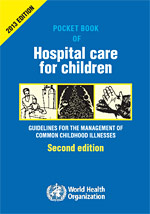 2013 EDITION
POCKET BOOK
OF
Hospital care
for children
GUIDELINES FOR THE MANAGEMENT OF
COMMON CHILDHOOD ILLNESSES
Second edition
World Health
Organization